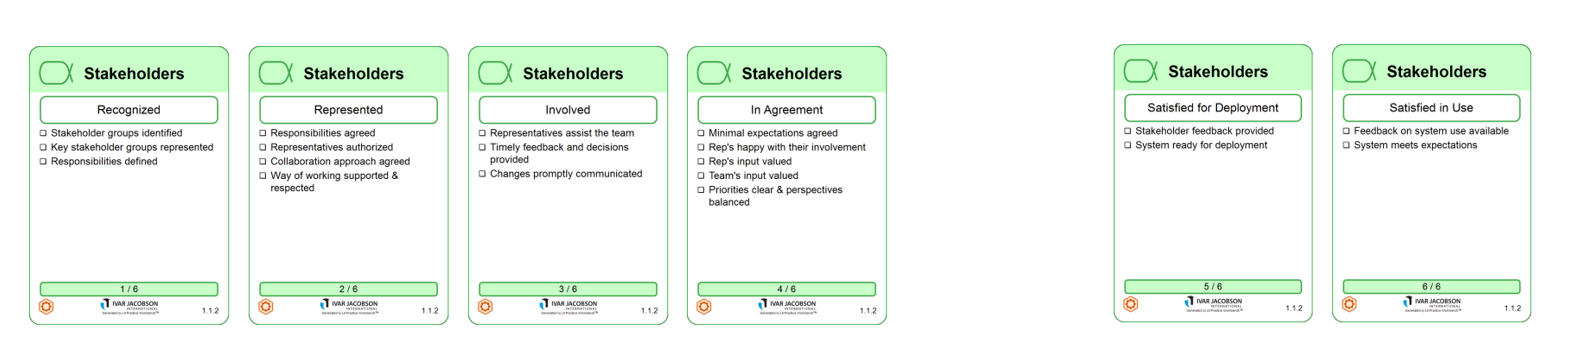 Stakeholders
Recognized
Stakeholder groups identified
Key stakeholder groups represented
Responsibilities defined
1 / 6
IVAR JACOBSON
INTERNATIONAL
1.1.2
Stakeholders
Represented
Responsibilities agreed
Representatives authorized
Collaboration approach agreed
Way of working supported &
respected
2 / 6
IVAR JACOBSON
INTERNATIONAL
1.1.2
Stakeholders
Involved
Representatives assist the team
Timely feedback and decisions
provided
Changes promptly communicated
3 / 6
IVAR JACOBSON
INTERNATIONAL
1.1.2
Stakeholders
In Agreement
Minimal expectations agreed
Rep's happy with their involvement
Rep's input valued
Team's input valued
Priorities clear & perspectives
balanced
4 / 6
IVAR JACOBSON
INTERNATIONAL
1.1.2
Stakeholders
Satisfied for Deployment
Stakeholder feedback provided
System ready for deployment
5 / 6
IVAR JACOBSON
INTERNATIONAL
1.1.2
Stakeholders
Satisfied in Use
Feedback on system use available
System meets expectations
6 / 6
IVAR JACOBSON
INTERNATIONAL
1.1.2